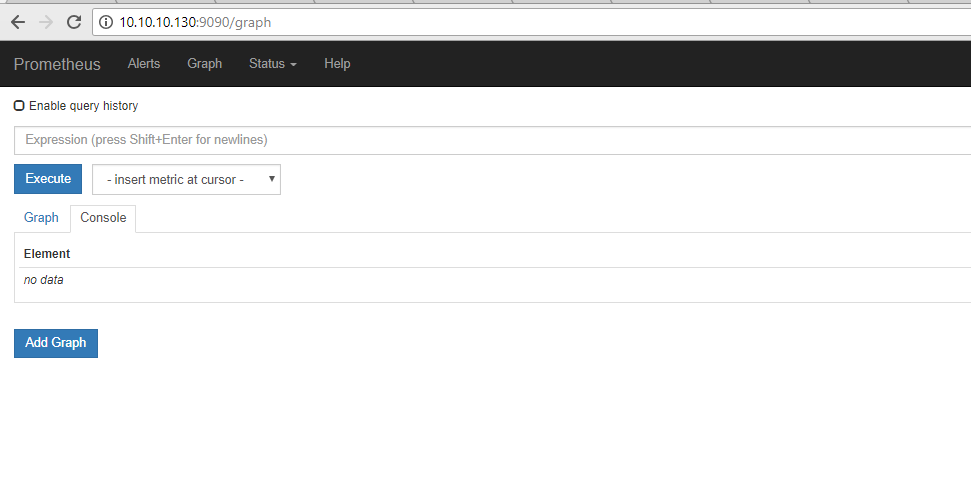 10.10.10.130:9090/graph
Prometheus Alerts Graph Status Help
Enable query history
Expression (press Shift+Enter for newlines)
Execute - insert metric at cursor -
Graph Console
Element
no data
Add Graph